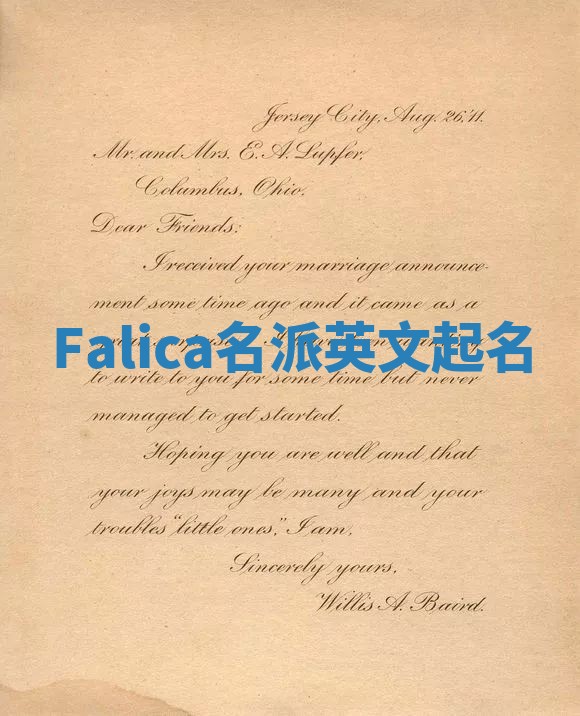 Jersey City, Aug. 26, '11.
Mr. and Mrs. E. A. Lupfer,
Columbus, Ohio.
Dear Friends:
I received your marriage announce-
ment some time ago and it came as a
Falica名派英文起名
to write to you for some time but never
managed to get started.
Hoping you are well and that
your joys may be many and your
troubles "little ones," I am,
Sincerely yours,
Willis A. Baird.